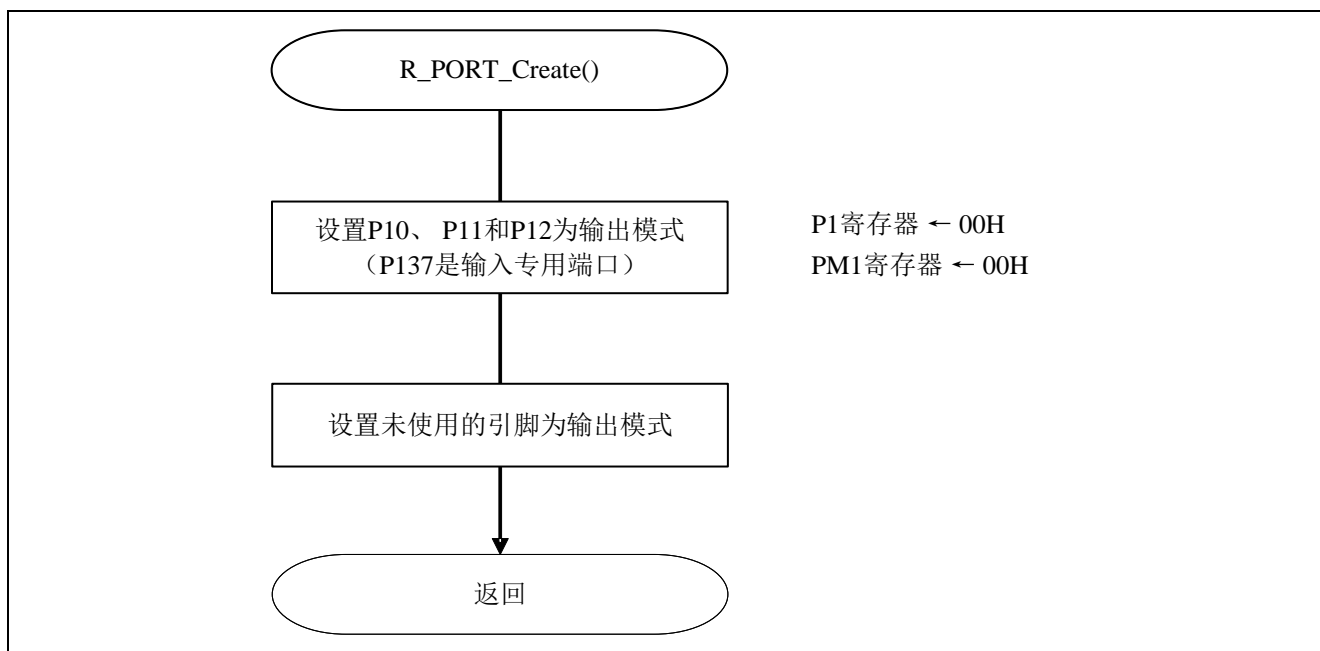 R_PORT_Create()
设置P10、 P11和P12为输出模式
（P137是输入专用端口）
P1寄存器 ← 00H
PM1寄存器 ← 00H
设置未使用的引脚为输出模式
返回